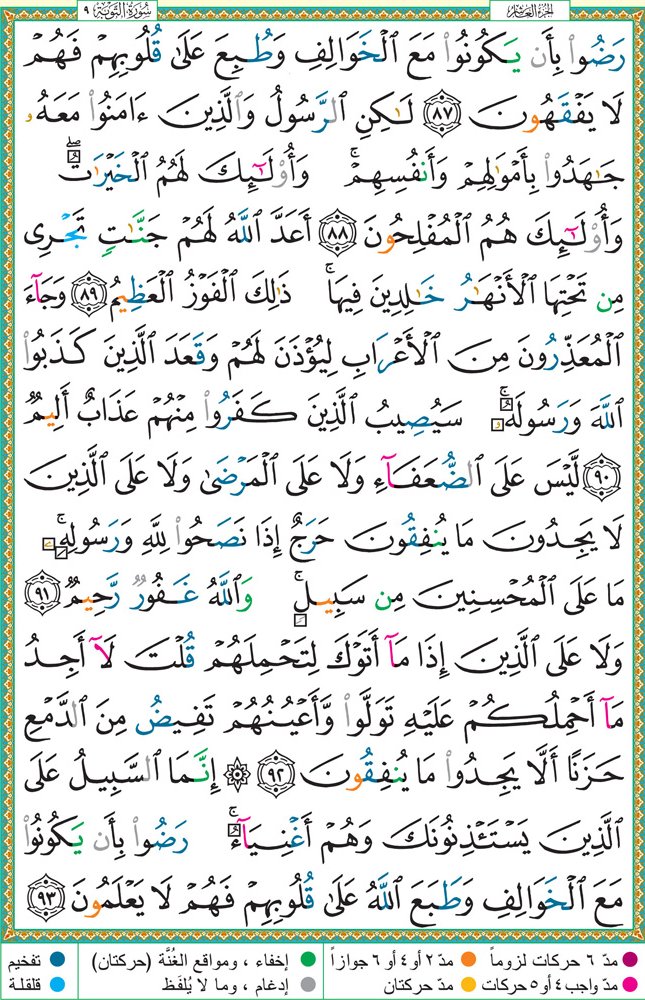 الجزء العاشر
سورة التوبة ٩
رَضُوا۟ بِأَن يَكُونُوا۟ مَعَ ٱلْخَوَالِفِ وَطُبِعَ عَلَىٰ قُلُوبِهِمْ فَهُمْ
لَا يَفْقَهُونَ ٨٧ لَٰكِنِ ٱلرَّسُولُ وَٱلَّذِينَ ءَامَنُوا۟ مَعَهُۥ
جَٰهَدُوا۟ بِأَمْوَٰلِهِمْ وَأَنفُسِهِمْ ۚ وَأُو۟لَٰٓئِكَ لَهُمُ ٱلْخَيْرَٰتُ ۖ
وَأُو۟لَٰٓئِكَ هُمُ ٱلْمُفْلِحُونَ ٨٨ أَعَدَّ ٱللَّهُ لَهُمْ جَنَّٰتٍ تَجْرِى
مِن تَحْتِهَا ٱلْأَنْهَٰرُ خَٰلِدِينَ فِيهَا ۚ ذَٰلِكَ ٱلْفَوْزُ ٱلْعَظِيمُ ٨٩ وَجَآءَ
ٱلْمُعَذِّرُونَ مِنَ ٱلْأَعْرَابِ لِيُؤْذَنَ لَهُمْ وَقَعَدَ ٱلَّذِينَ كَذَبُوا۟
ٱللَّهَ وَرَسُولَهُۥ ۚ سَيُصِيبُ ٱلَّذِينَ كَفَرُوا۟ مِنْهُمْ عَذَابٌ أَلِيمٌ
٩٠ لَّيْسَ عَلَى ٱلضُّعَفَآءِ وَلَا عَلَى ٱلْمَرْضَىٰ وَلَا عَلَى ٱلَّذِينَ
لَا يَجِدُونَ مَا يُنفِقُونَ حَرَجٌ إِذَا نَصَحُوا۟ لِلَّهِ وَرَسُولِهِۦ ۚ
مَا عَلَى ٱلْمُحْسِنِينَ مِن سَبِيلٍ ۚ وَٱللَّهُ غَفُورٌ رَّحِيمٌ ٩١
وَلَا عَلَى ٱلَّذِينَ إِذَا مَآ أَتَوْكَ لِتَحْمِلَهُمْ قُلْتَ لَآ أَجِدُ
مَآ أَحْمِلُكُمْ عَلَيْهِ تَوَلَّوا۟ وَّأَعْيُنُهُمْ تَفِيضُ مِنَ ٱلدَّمْعِ
حَزَنًا أَلَّا يَجِدُوا۟ مَا يُنفِقُونَ ٩٢ ۞ إِنَّمَا ٱلسَّبِيلُ عَلَى
ٱلَّذِينَ يَسْتَـْٔذِنُونَكَ وَهُمْ أَغْنِيَآءُ ۚ رَضُوا۟ بِأَن يَكُونُوا۟
مَعَ ٱلْخَوَالِفِ وَطَبَعَ ٱللَّهُ عَلَىٰ قُلُوبِهِمْ فَهُمْ لَا يَعْلَمُونَ ٩٣
مدّ ٦ حركات لزوماً مدّ ٢ أو ٤ أو ٦ جوازاً إخفاء ، ومواقع الغُنَّة (حركتان) تفخيم
مدّ واجب ٤ أو ٥ حركات مدّ حركتان إدغام ، وما لا يُلفَظ قلقلة